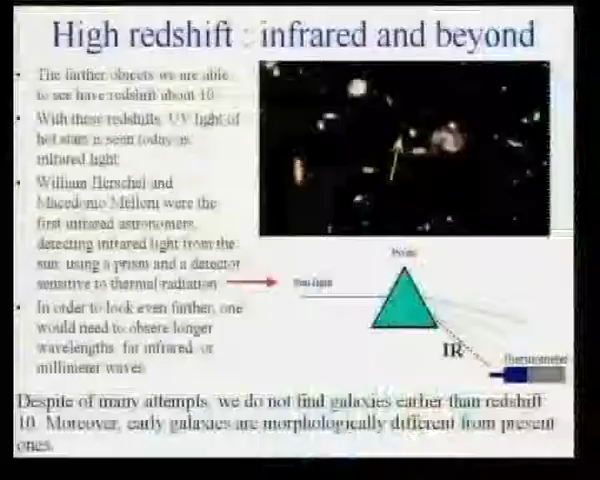 High redshift : infrared and beyond
The farther objects we are able
to see have redshift about 10
With these redshifts, UV light of
hot stars is seen today as
infrared light
William Herschel and
Macedonio Melloni were the
first infrared astronomers,
detecting infrared light from the
sun using a prism and a detector
sensitive to thermal radiation
In order to look even farther, one
would need to observe longer
wavelengths far infrared or
millimeter waves
Prism
Sun light
IR
Thermometer
Despite of many attempts, we do not find galaxies earlier than redshift
10. Moreover, early galaxies are morphologically different from present
ones.